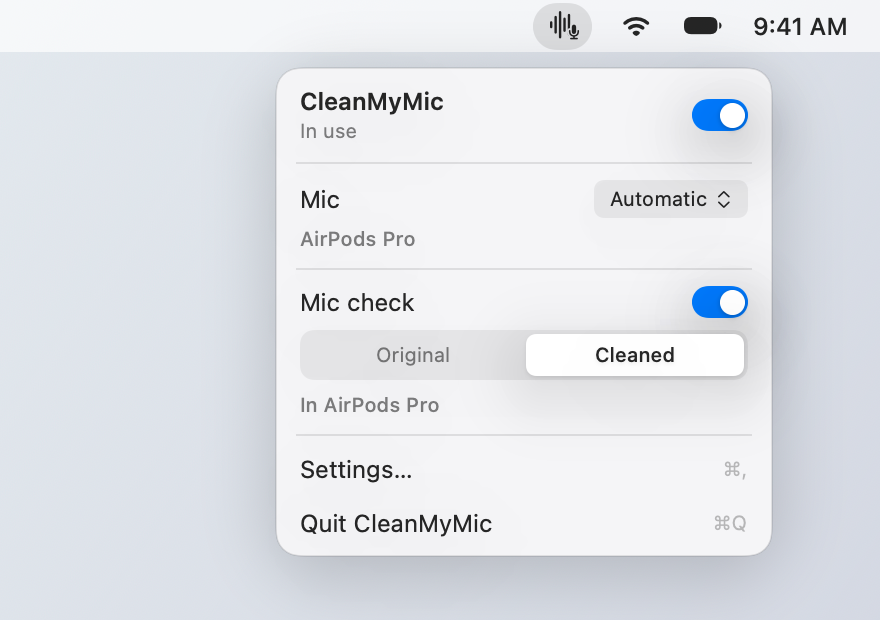 9:41 AM
CleanMyMic
In use
Mic
Automatic
AirPods Pro
Mic check
Original
Cleaned
In AirPods Pro
Settings...
⌘,
Quit CleanMyMic
⌘Q